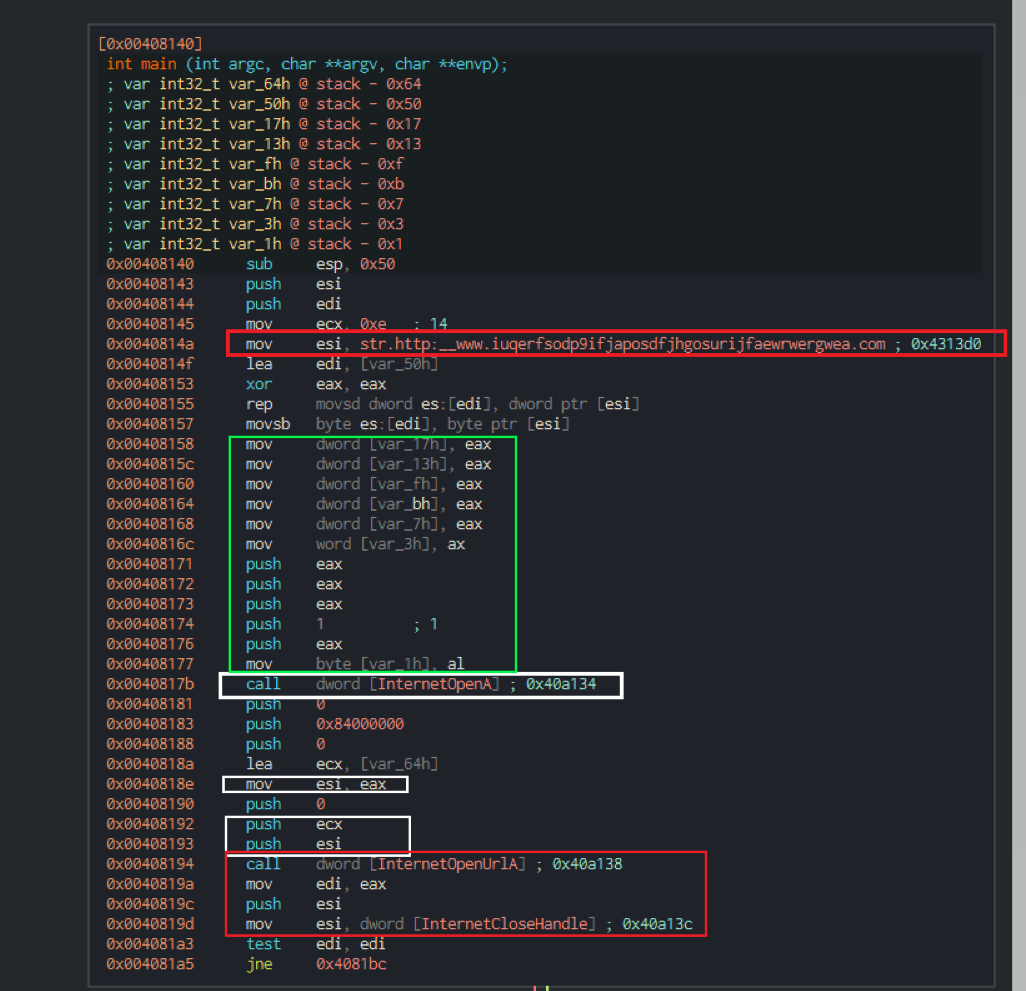 [0x00408140]
int main (int argc, char **argv, char **envp);
; var int32_t var_64h @ stack - 0x64
; var int32_t var_50h @ stack - 0x50
; var int32_t var_17h @ stack - 0x17
; var int32_t var_13h @ stack - 0x13
; var int32_t var_fh @ stack - 0xf
; var int32_t var_bh @ stack - 0xb
; var int32_t var_7h @ stack - 0x7
; var int32_t var_3h @ stack - 0x3
; var int32_t var_1h @ stack - 0x1
0x00408140 sub esp, 0x50
0x00408143 push esi
0x00408144 push edi
0x00408145 mov ecx, 0xe ; 14
0x0040814a mov esi, str.http:__www.iuqerfsodp9ifjaposdfjhgosurijfaewrwergwea.com ; 0x4313d0
0x0040814f lea edi, [var_50h]
0x00408153 xor eax, eax
0x00408155 rep movsd dword es:[edi], dword ptr [esi]
0x00408157 movsb byte es:[edi], byte ptr [esi]
0x00408158 mov dword [var_17h], eax
0x0040815c mov dword [var_13h], eax
0x00408160 mov dword [var_fh], eax
0x00408164 mov dword [var_bh], eax
0x00408168 mov dword [var_7h], eax
0x0040816c mov word [var_3h], ax
0x00408171 push eax
0x00408172 push eax
0x00408173 push eax
0x00408174 push 1 ; 1
0x00408176 push eax
0x00408177 mov byte [var_1h], al
0x0040817b call dword [InternetOpenA] ; 0x40a134
0x00408181 push 0
0x00408183 push 0x84000000
0x00408188 push 0
0x0040818a lea ecx, [var_64h]
0x0040818e mov esi, eax
0x00408190 push 0
0x00408192 push ecx
0x00408193 push esi
0x00408194 call dword [InternetOpenUrlA] ; 0x40a138
0x0040819a mov edi, eax
0x0040819c push esi
0x0040819d mov esi, dword [InternetCloseHandle] ; 0x40a13c
0x004081a3 test edi, edi
0x004081a5 jne 0x4081bc